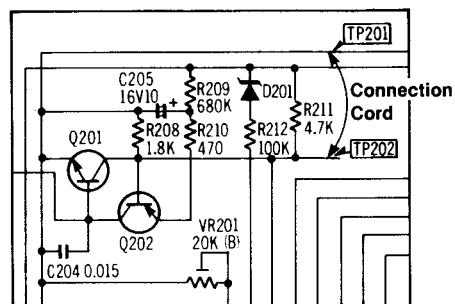 TP201
Connection
Cord
TP202
C205
16V10 +
R209
680K
D201
R211
4.7K
Q201
R208
1.8K
R210
470
R212
100K
Q202
VR201
20K (B)
C204 0.015